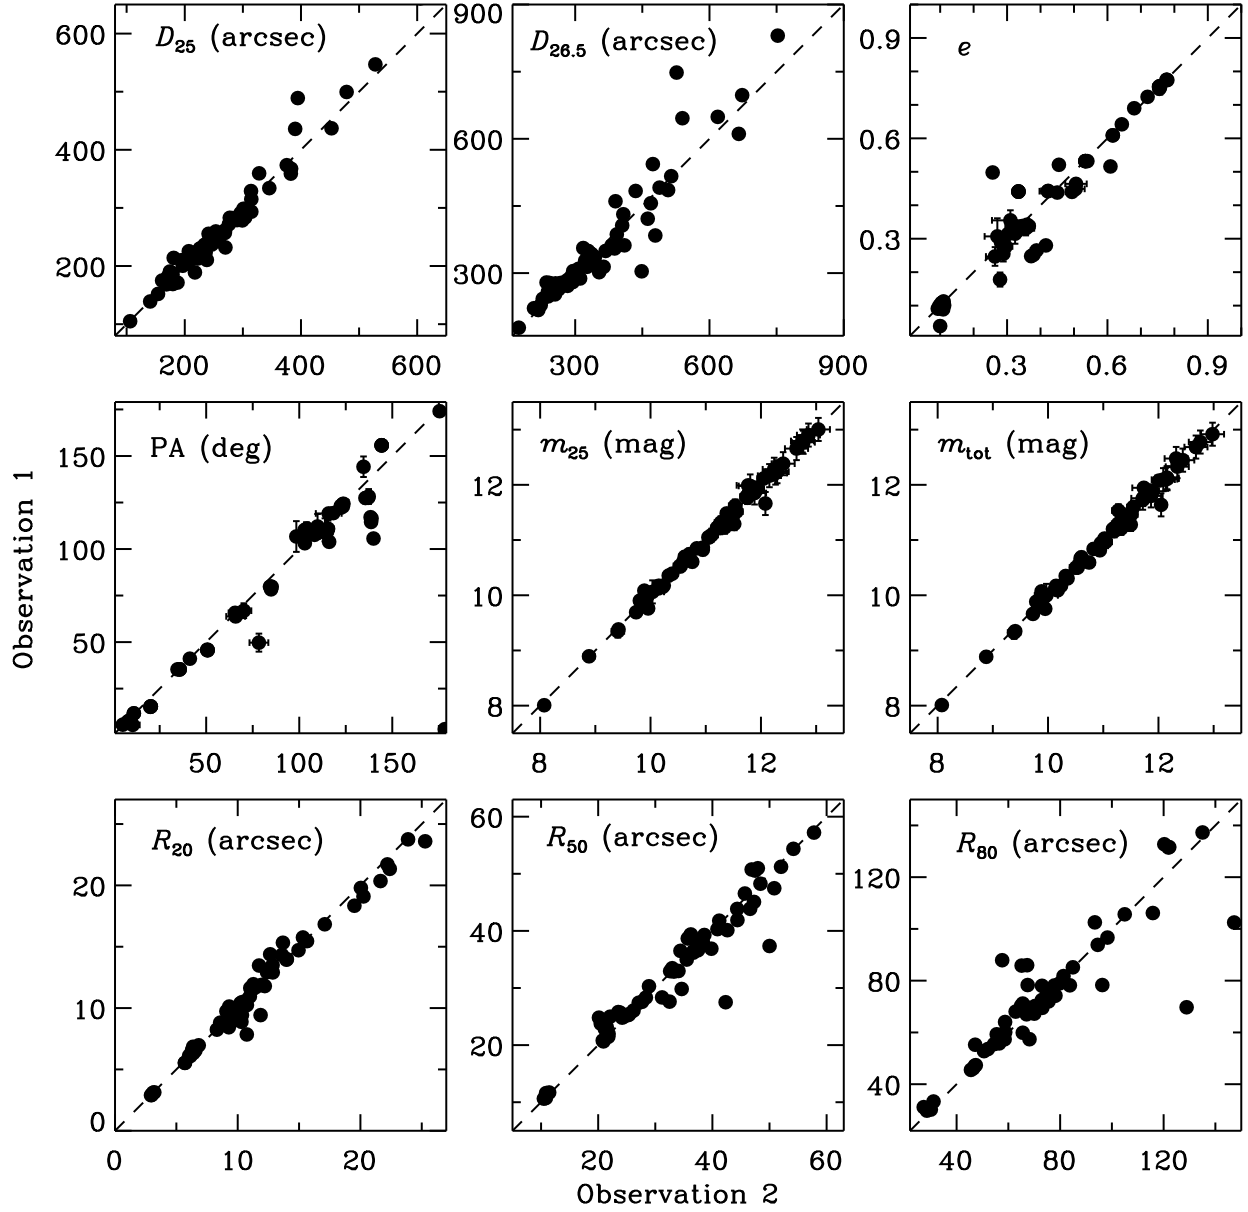 D25 (arcsec)
600
400
200
200 400 600
D26.5 (arcsec)
900
600
300
300 600 900
e
0.9
0.6
0.3
0.3 0.6 0.9
Observation 1
PA (deg)
150
100
50
50 100 150
m25 (mag)
12
10
8
8 10 12
mtot (mag)
12
10
8
8 10 12
R20 (arcsec)
20
10
0
0 10 20
R50 (arcsec)
60
40
20
20 40 60
R80 (arcsec)
120
80
40
40 80 120
Observation 2